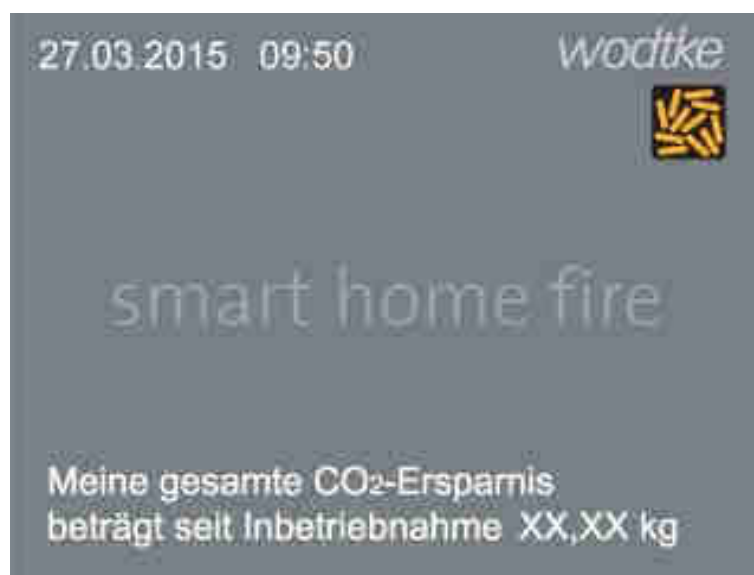 27.03.2015 09:50 wodtke
smart home fire
Meine gesamte CO2-Ersparnis
beträgt seit Inbetriebnahme XX,XX kg